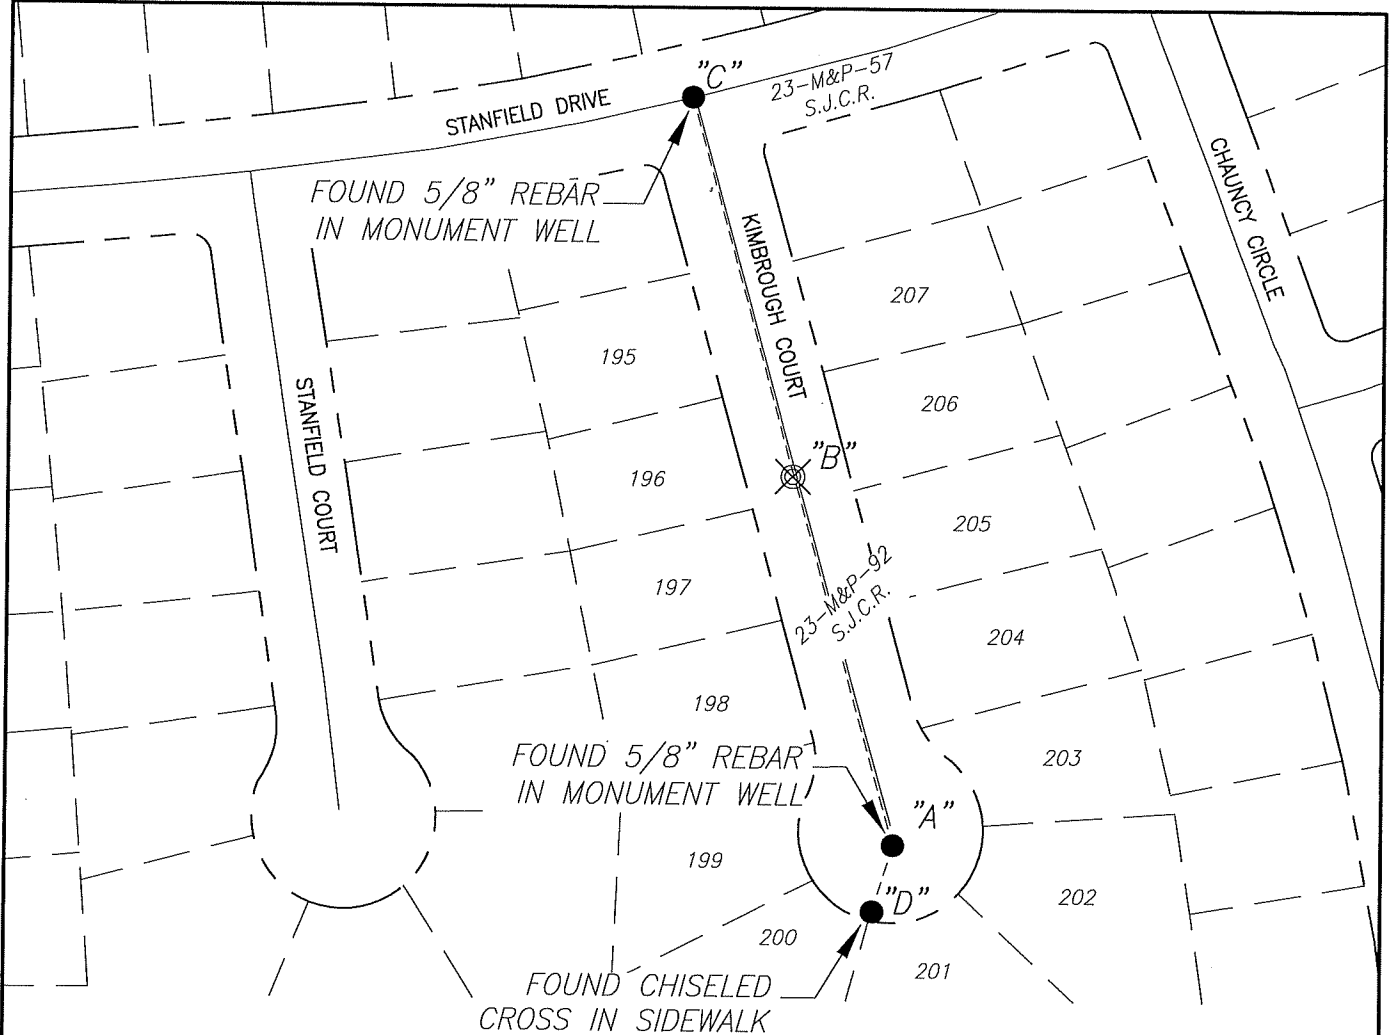 "C"
23-M&P-57
S.J.C.R.
STANFIELD DRIVE
FOUND 5/8" REBAR
IN MONUMENT WELL
CHAUNCY CIRCLE
KIMBROUGH COURT
207
195
206
STANFIELD COURT
"B"
196
205
197
23-M&P-92
S.J.C.R.
204
198
FOUND 5/8" REBAR
IN MONUMENT WELL
203
"A"
199
202
"D"
200
201
FOUND CHISELED
CROSS IN SIDEWALK